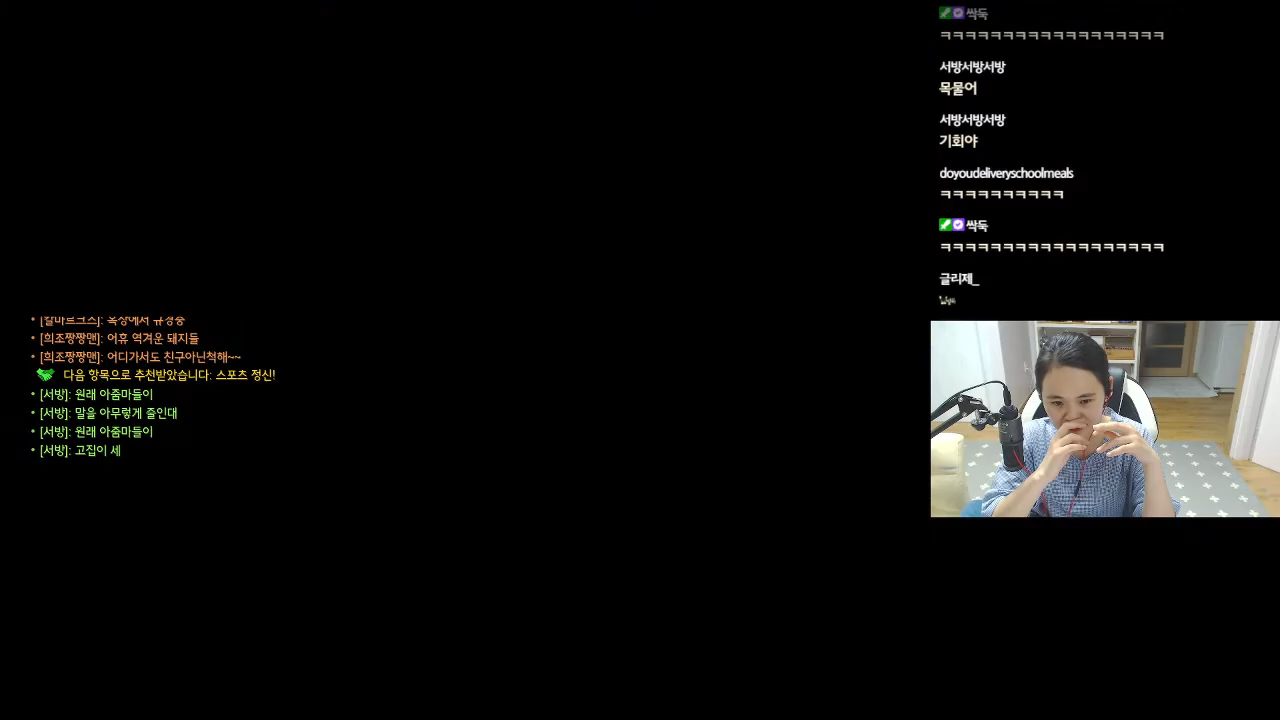 [희조짱짱맨]: 어휴 역겨운 돼지들
[희조짱짱맨]: 어디가서도 친구아닌척해~~
다음 항목으로 추천받았습니다: 스포츠 정신!
[서방]: 원래 아줌마들이
[서방]: 말을 아무렇게 줄인대
[서방]: 원래 아줌마들이
[서방]: 고집이 세
싹둑
ㅋㅋㅋㅋㅋㅋㅋㅋㅋㅋㅋㅋㅋㅋㅋㅋㅋㅋ
서방서방서방
목물어
서방서방서방
기회야
doyoudeliveryschoolmeals
ㅋㅋㅋㅋㅋㅋㅋㅋㅋㅋ
싹둑
ㅋㅋㅋㅋㅋㅋㅋㅋㅋㅋㅋㅋㅋㅋㅋㅋㅋㅋ
글리제_